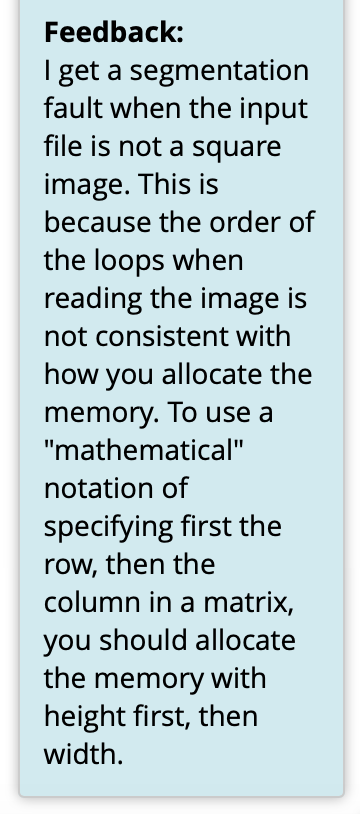 Feedback:
I get a segmentation
fault when the input
file is not a square
image. This is
because the order of
the loops when
reading the image is
not consistent with
how you allocate the
memory. To use a
"mathematical"
notation of
specifying first the
row, then the
column in a matrix,
you should allocate
the memory with
height first, then
width.